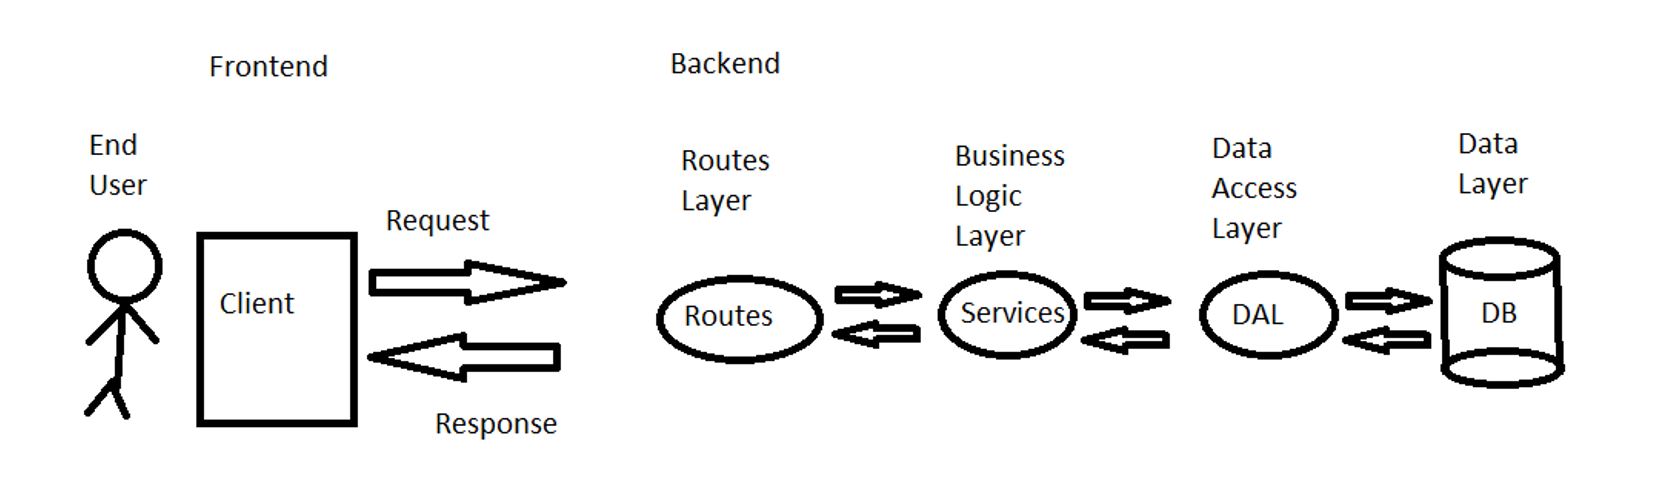 Frontend
Backend
End
User
Routes
Layer
Business
Logic
Layer
Data
Access
Layer
Data
Layer
Request
Client
Response
Routes
Services
DAL
DB